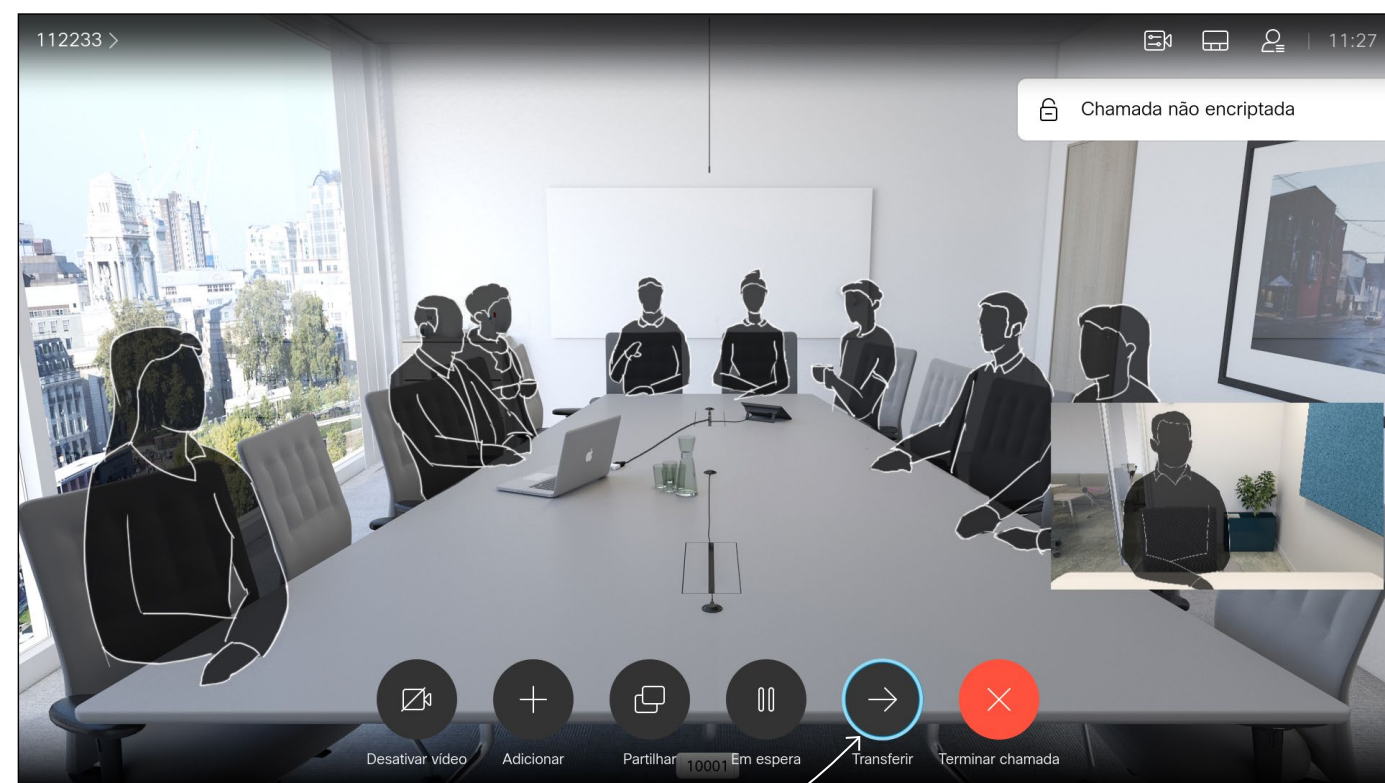 112233 >
11:27
Chamada não encriptada
Desativar vídeo
Adicionar
Partilhar
10001
Em espera
Transferir
Terminar chamada